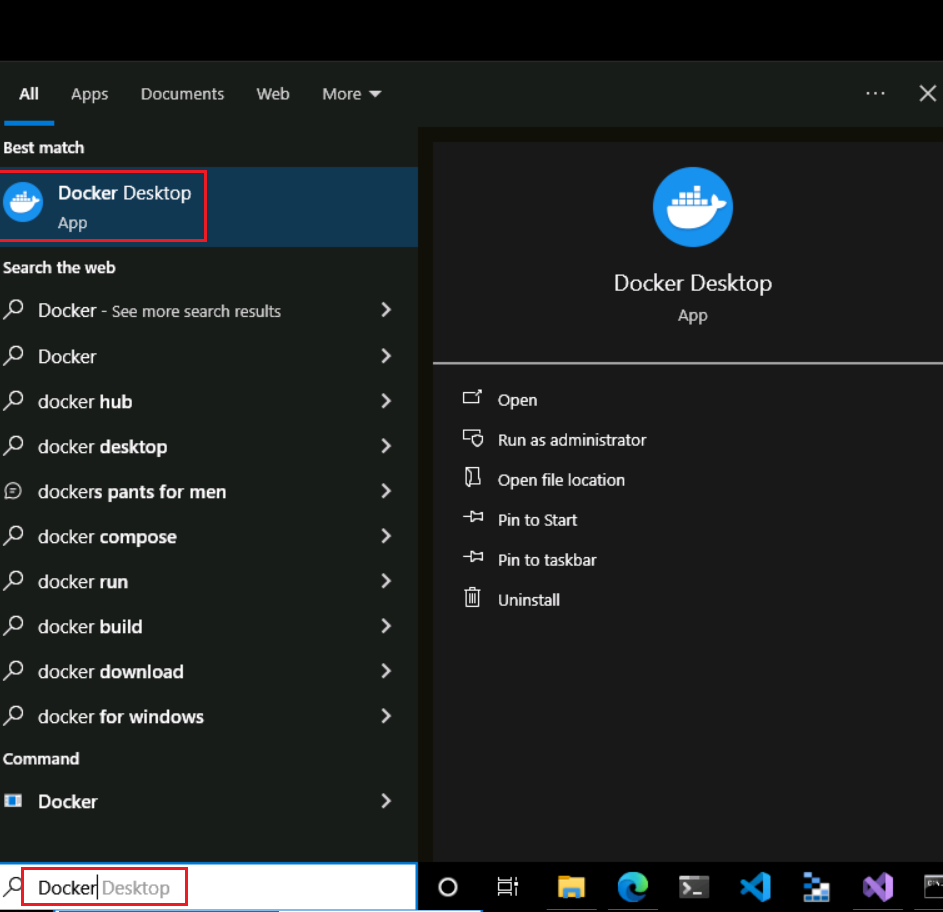 All Apps Documents Web More
Best match
Docker Desktop
App
Search the web
Docker - See more search results
Docker
docker hub
docker desktop
dockers pants for men
docker compose
docker run
docker build
docker download
docker for windows
Command
Docker
Docker Desktop
Docker Desktop
App
Open
Run as administrator
Open file location
Pin to Start
Pin to taskbar
Uninstall